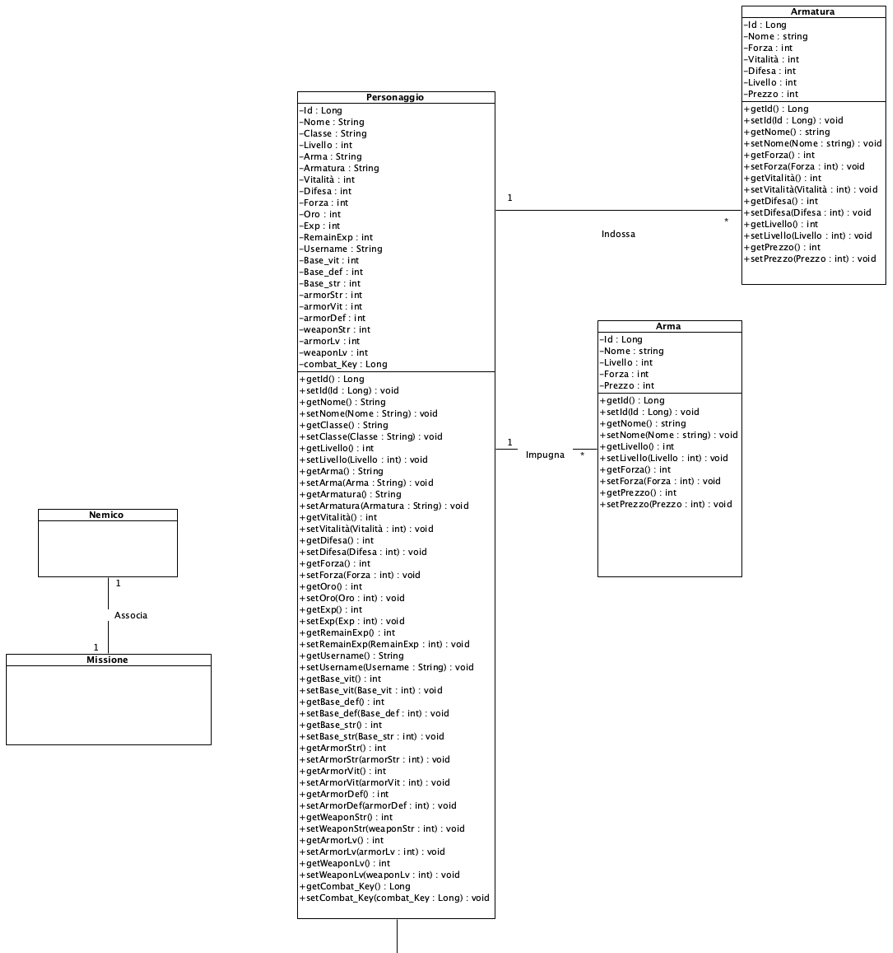 Armatura
-Id : Long
-Nome : string
-Forza : int
-Vitalità : int
-Difesa : int
-Livello : int
-Prezzo : int
+getId() : Long
+setId(Id : Long) : void
+getNome() : string
+setNome(Nome : string) : void
+getForza() : int
+setForza(Forza : int) : void
+getVitalità() : int
+setVitalità(Vitalità : int) : void
+getDifesa() : int
+setDifesa(Difesa : int) : void
+getLivello() : int
+setLivello(Livello : int) : void
+getPrezzo() : int
+setPrezzo(Prezzo : int) : void
Personaggio
-Id : Long
-Nome : String
-Classe : String
-Livello : int
-Arma : String
-Armatura : String
-Vitalità : int
-Difesa : int
-Forza : int
-Oro : int
-Exp : int
-RemainExp : int
-Username : String
-Base_vit : int
-Base_def : int
-Base_str : int
-armorStr : int
-armorVit : int
-armorDef : int
-weaponStr : int
-armorLv : int
-weaponLv : int
-combat_Key : Long
+getId() : Long
+setId(Id : Long) : void
+getNome() : String
+setNome(Nome : String) : void
+getClasse() : String
+setClasse(Classe : String) : void
+getLivello() : int
+setLivello(Livello : int) : void
+getArma() : String
+setArma(Arma : String) : void
+getArmatura() : String
+setArmatura(Armatura : String) : void
+getVitalità() : int
+setVitalità(Vitalità : int) : void
+getDifesa() : int
+setDifesa(Difesa : int) : void
+getForza() : int
+setForza(Forza : int) : void
+getOro() : int
+setOro(Oro : int) : void
+getExp() : int
+setExp(Exp : int) : void
+getRemainExp() : int
+setRemainExp(RemainExp : int) : void
+getUsername() : String
+setUsername(Username : String) : void
+getBase_vit() : int
+setBase_vit(Base_vit : int) : void
+getBase_def() : int
+setBase_def(Base_def : int) : void
+getBase_str() : int
+setBase_str(Base_str : int) : void
+getArmorStr() : int
+setArmorStr(armorStr : int) : void
+getArmorVit() : int
+setArmorVit(armorVit : int) : void
+getArmorDef() : int
+setArmorDef(armorDef : int) : void
+getWeaponStr() : int
+setWeaponStr(weaponStr : int) : void
+getArmorLv() : int
+setArmorLv(armorLv : int) : void
+getWeaponLv() : int
+setWeaponLv(weaponLv : int) : void
+getCombat_Key() : Long
+setCombat_Key(combat_Key : Long) : void
1
*
Indossa
Arma
-Id : Long
-Nome : string
-Livello : int
-Forza : int
-Prezzo : int
+getId() : Long
+setId(Id : Long) : void
+getNome() : string
+setNome(Nome : string) : void
+getLivello() : int
+setLivello(Livello : int) : void
+getForza() : int
+setForza(Forza : int) : void
+getPrezzo() : int
+setPrezzo(Prezzo : int) : void
1
Impugna
*
Nemico
1
Associa
1
Missione